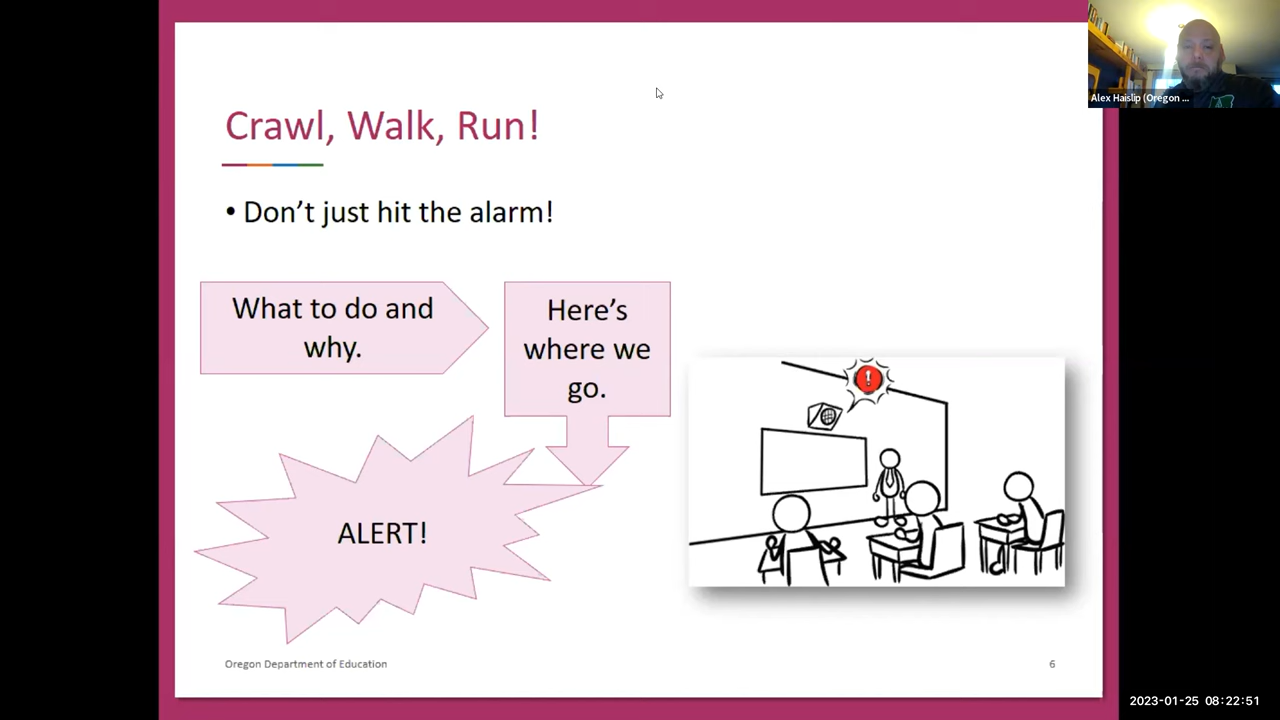 Crawl, Walk, Run!
• Don’t just hit the alarm!
What to do and
why.
Here’s
where we
go.
ALERT!
!
Oregon Department of Education
6
Alex Haislip (Oregon ...
2023-01-25 08:22:51